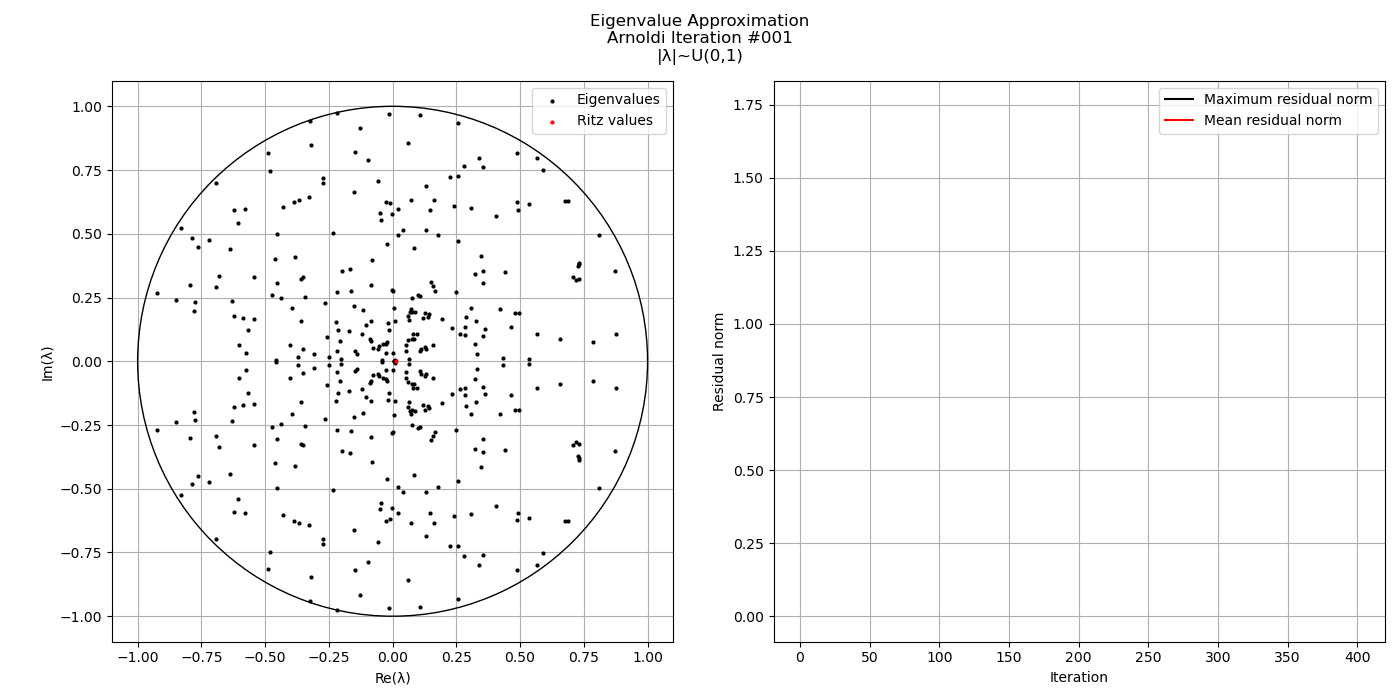 Eigenvalue Approximation
Arnoldi Iteration #001
|λ|~U(0,1)
Eigenvalues
Ritz values
1.00
0.75
0.50
0.25
0.00
−0.25
−0.50
−0.75
−1.00
Im(λ)
−1.00 −0.75 −0.50 −0.25 0.00 0.25 0.50 0.75 1.00
Re(λ)
Maximum residual norm
Mean residual norm
1.75
1.50
1.25
1.00
0.75
0.50
0.25
0.00
Residual norm
0 50 100 150 200 250 300 350 400
Iteration